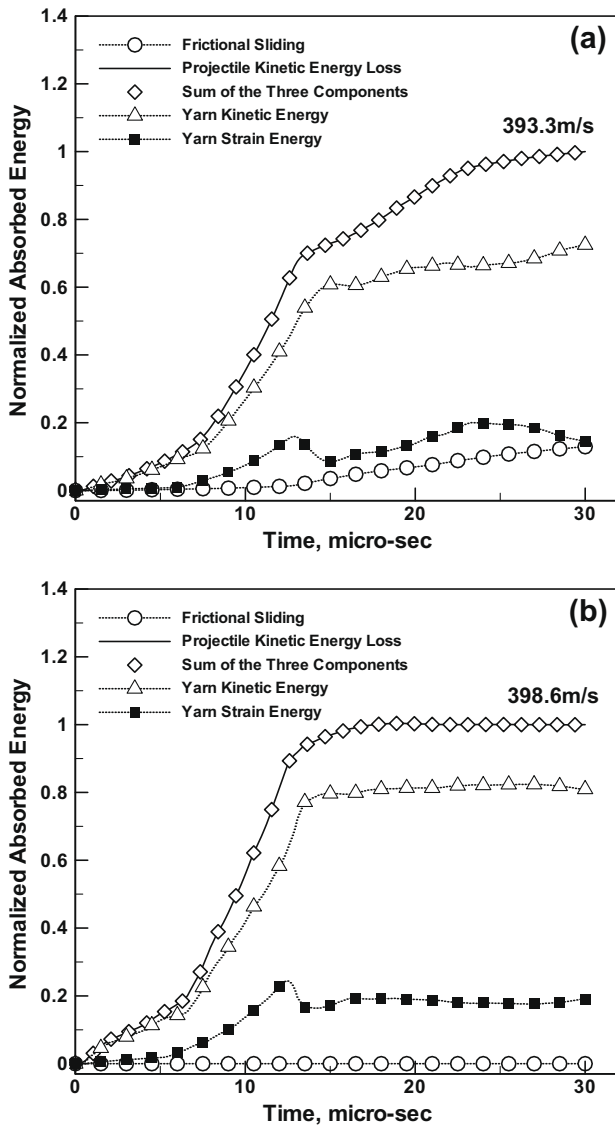 1.4
1.2
1
0.8
0.6
0.4
0.2
0
Normalized Absorbed Energy
(a)
Frictional Sliding
Projectile Kinetic Energy Loss
Sum of the Three Components
Yarn Kinetic Energy
Yarn Strain Energy
393.3m/s
0 10 20 30
Time, micro-sec
1.4
1.2
1
0.8
0.6
0.4
0.2
0
Normalized Absorbed Energy
(b)
Frictional Sliding
Projectile Kinetic Energy Loss
Sum of the Three Components
Yarn Kinetic Energy
Yarn Strain Energy
398.6m/s
0 10 20 30
Time, micro-sec